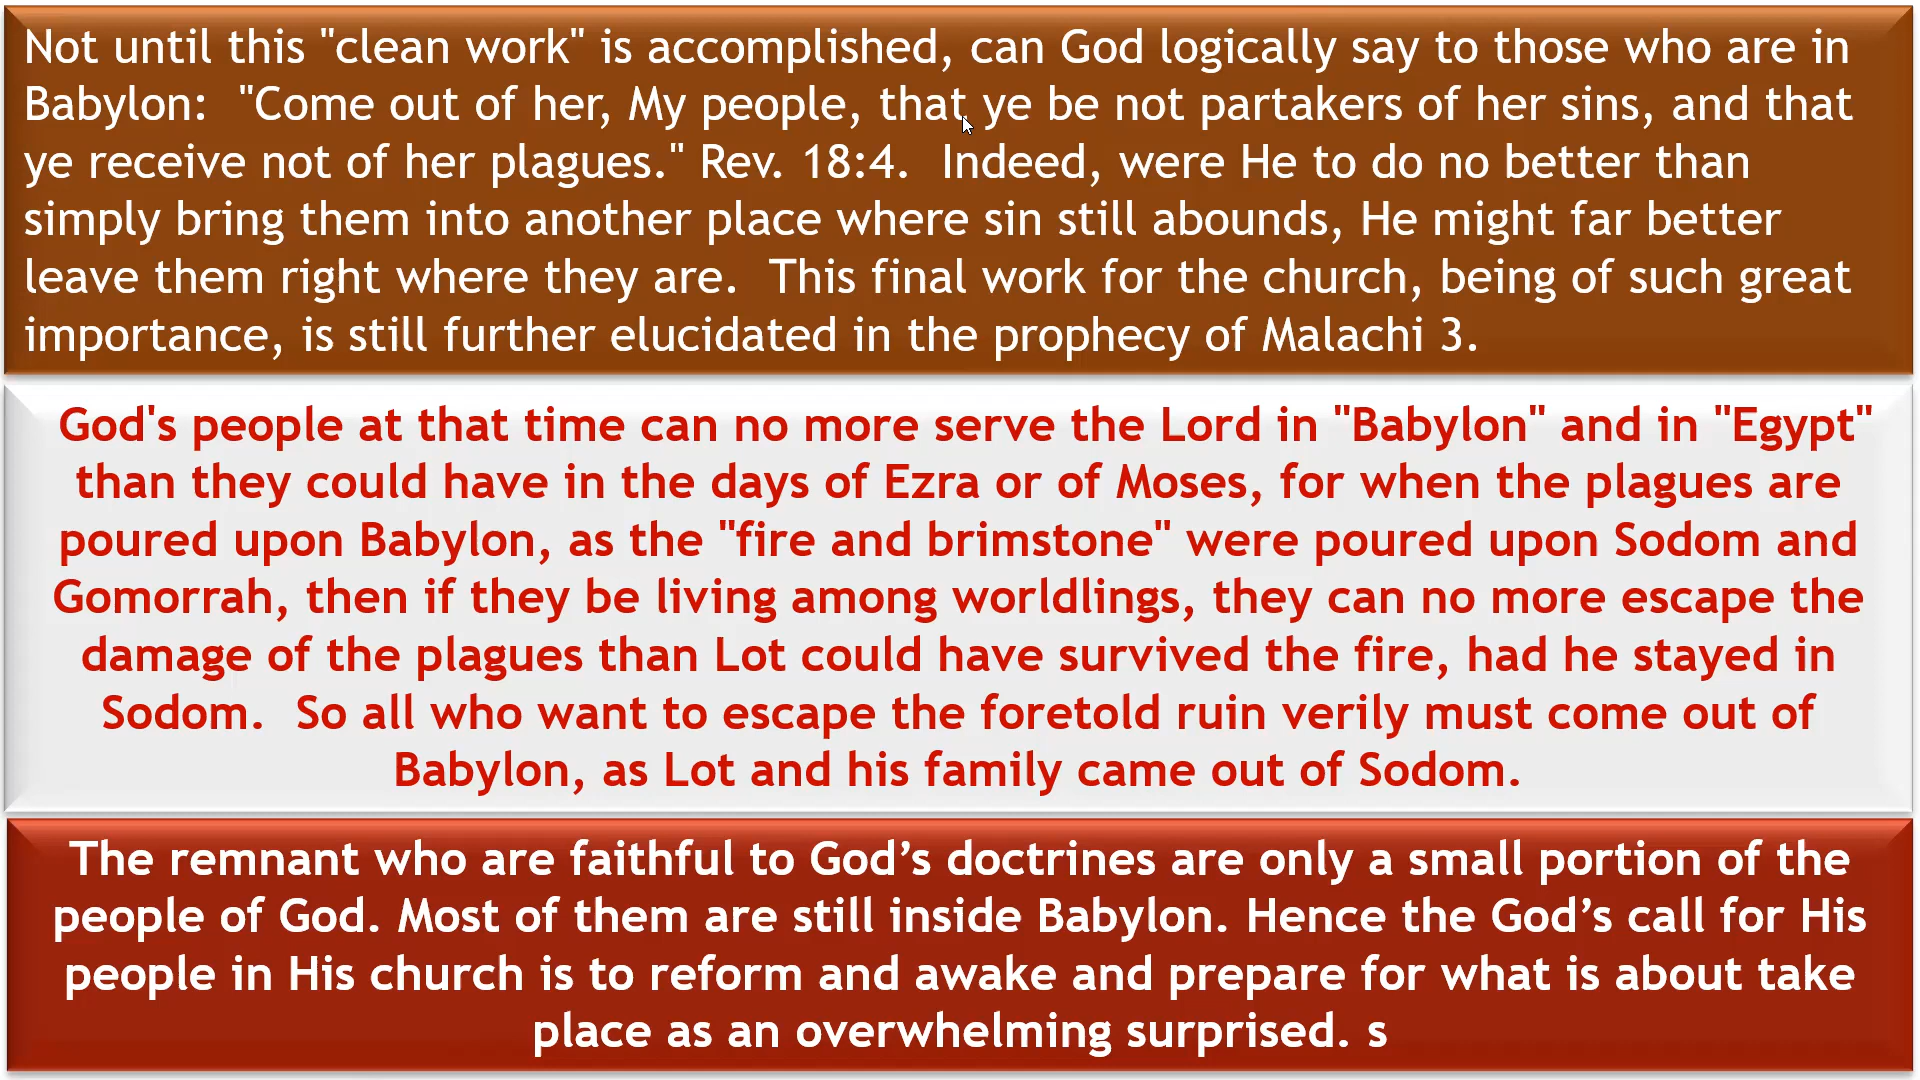 Not until this "clean work" is accomplished, can God logically say to those who are in
Babylon:  "Come out of her, My people, that ye be not partakers of her sins, and that
ye receive not of her plagues." Rev. 18:4.  Indeed, were He to do no better than
simply bring them into another place where sin still abounds, He might far better
leave them right where they are.  This final work for the church, being of such great
importance, is still further elucidated in the prophecy of Malachi 3.
God's people at that time can no more serve the Lord in "Babylon" and in "Egypt"
than they could have in the days of Ezra or of Moses, for when the plagues are
poured upon Babylon, as the "fire and brimstone" were poured upon Sodom and
Gomorrah, then if they be living among worldlings, they can no more escape the
damage of the plagues than Lot could have survived the fire, had he stayed in
Sodom.  So all who want to escape the foretold ruin verily must come out of
Babylon, as Lot and his family came out of Sodom.
The remnant who are faithful to God’s doctrines are only a small portion of the
people of God. Most of them are still inside Babylon. Hence the God’s call for His
people in His church is to reform and awake and prepare for what is about take
place as an overwhelming surprised. s